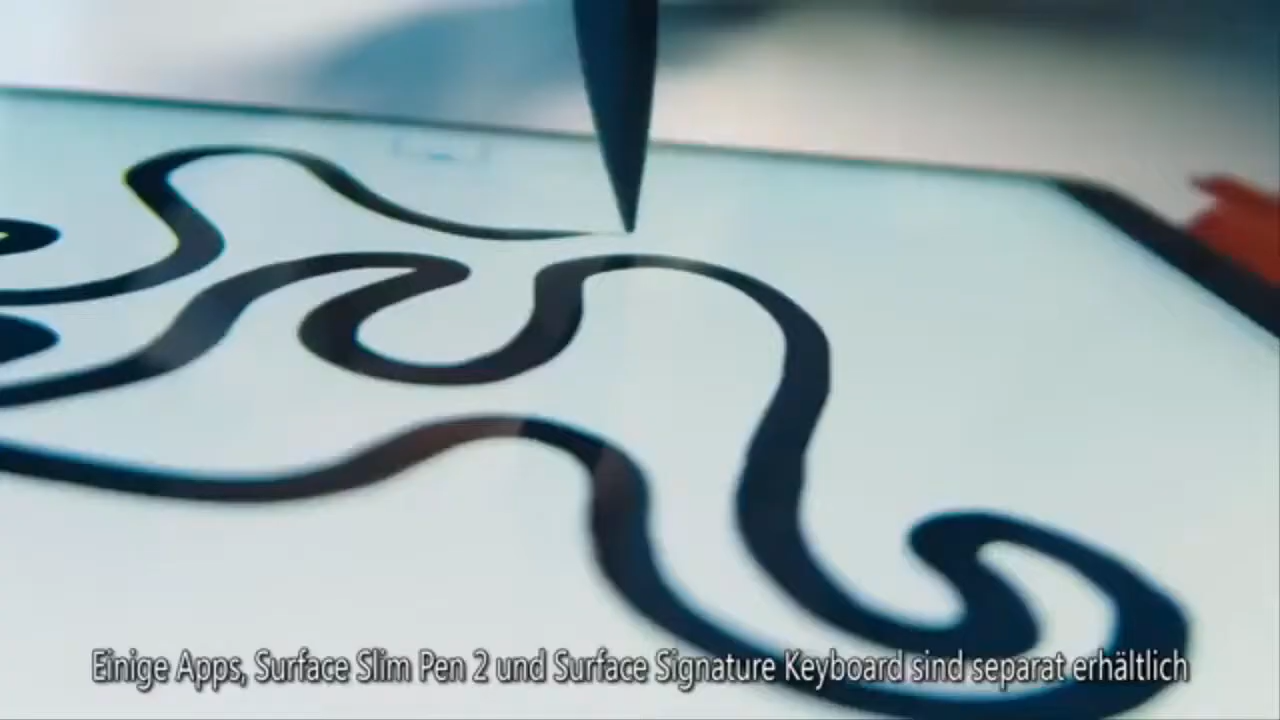 Einige Apps, Surface Slim Pen 2 und Surface Signature Keyboard sind separat erhältlich